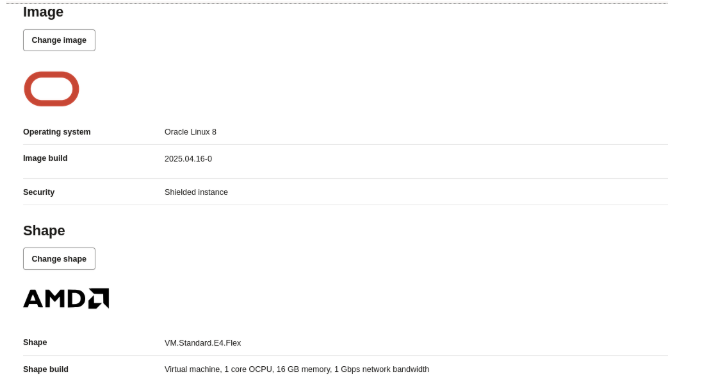 Image
Change image
Operating system Oracle Linux 8
Image build 2025.04.16-0
Security Shielded instance
Shape
Change shape
AMD
Shape VM.Standard.E4.Flex
Shape build Virtual machine, 1 core OCPU, 16 GB memory, 1 Gbps network bandwidth